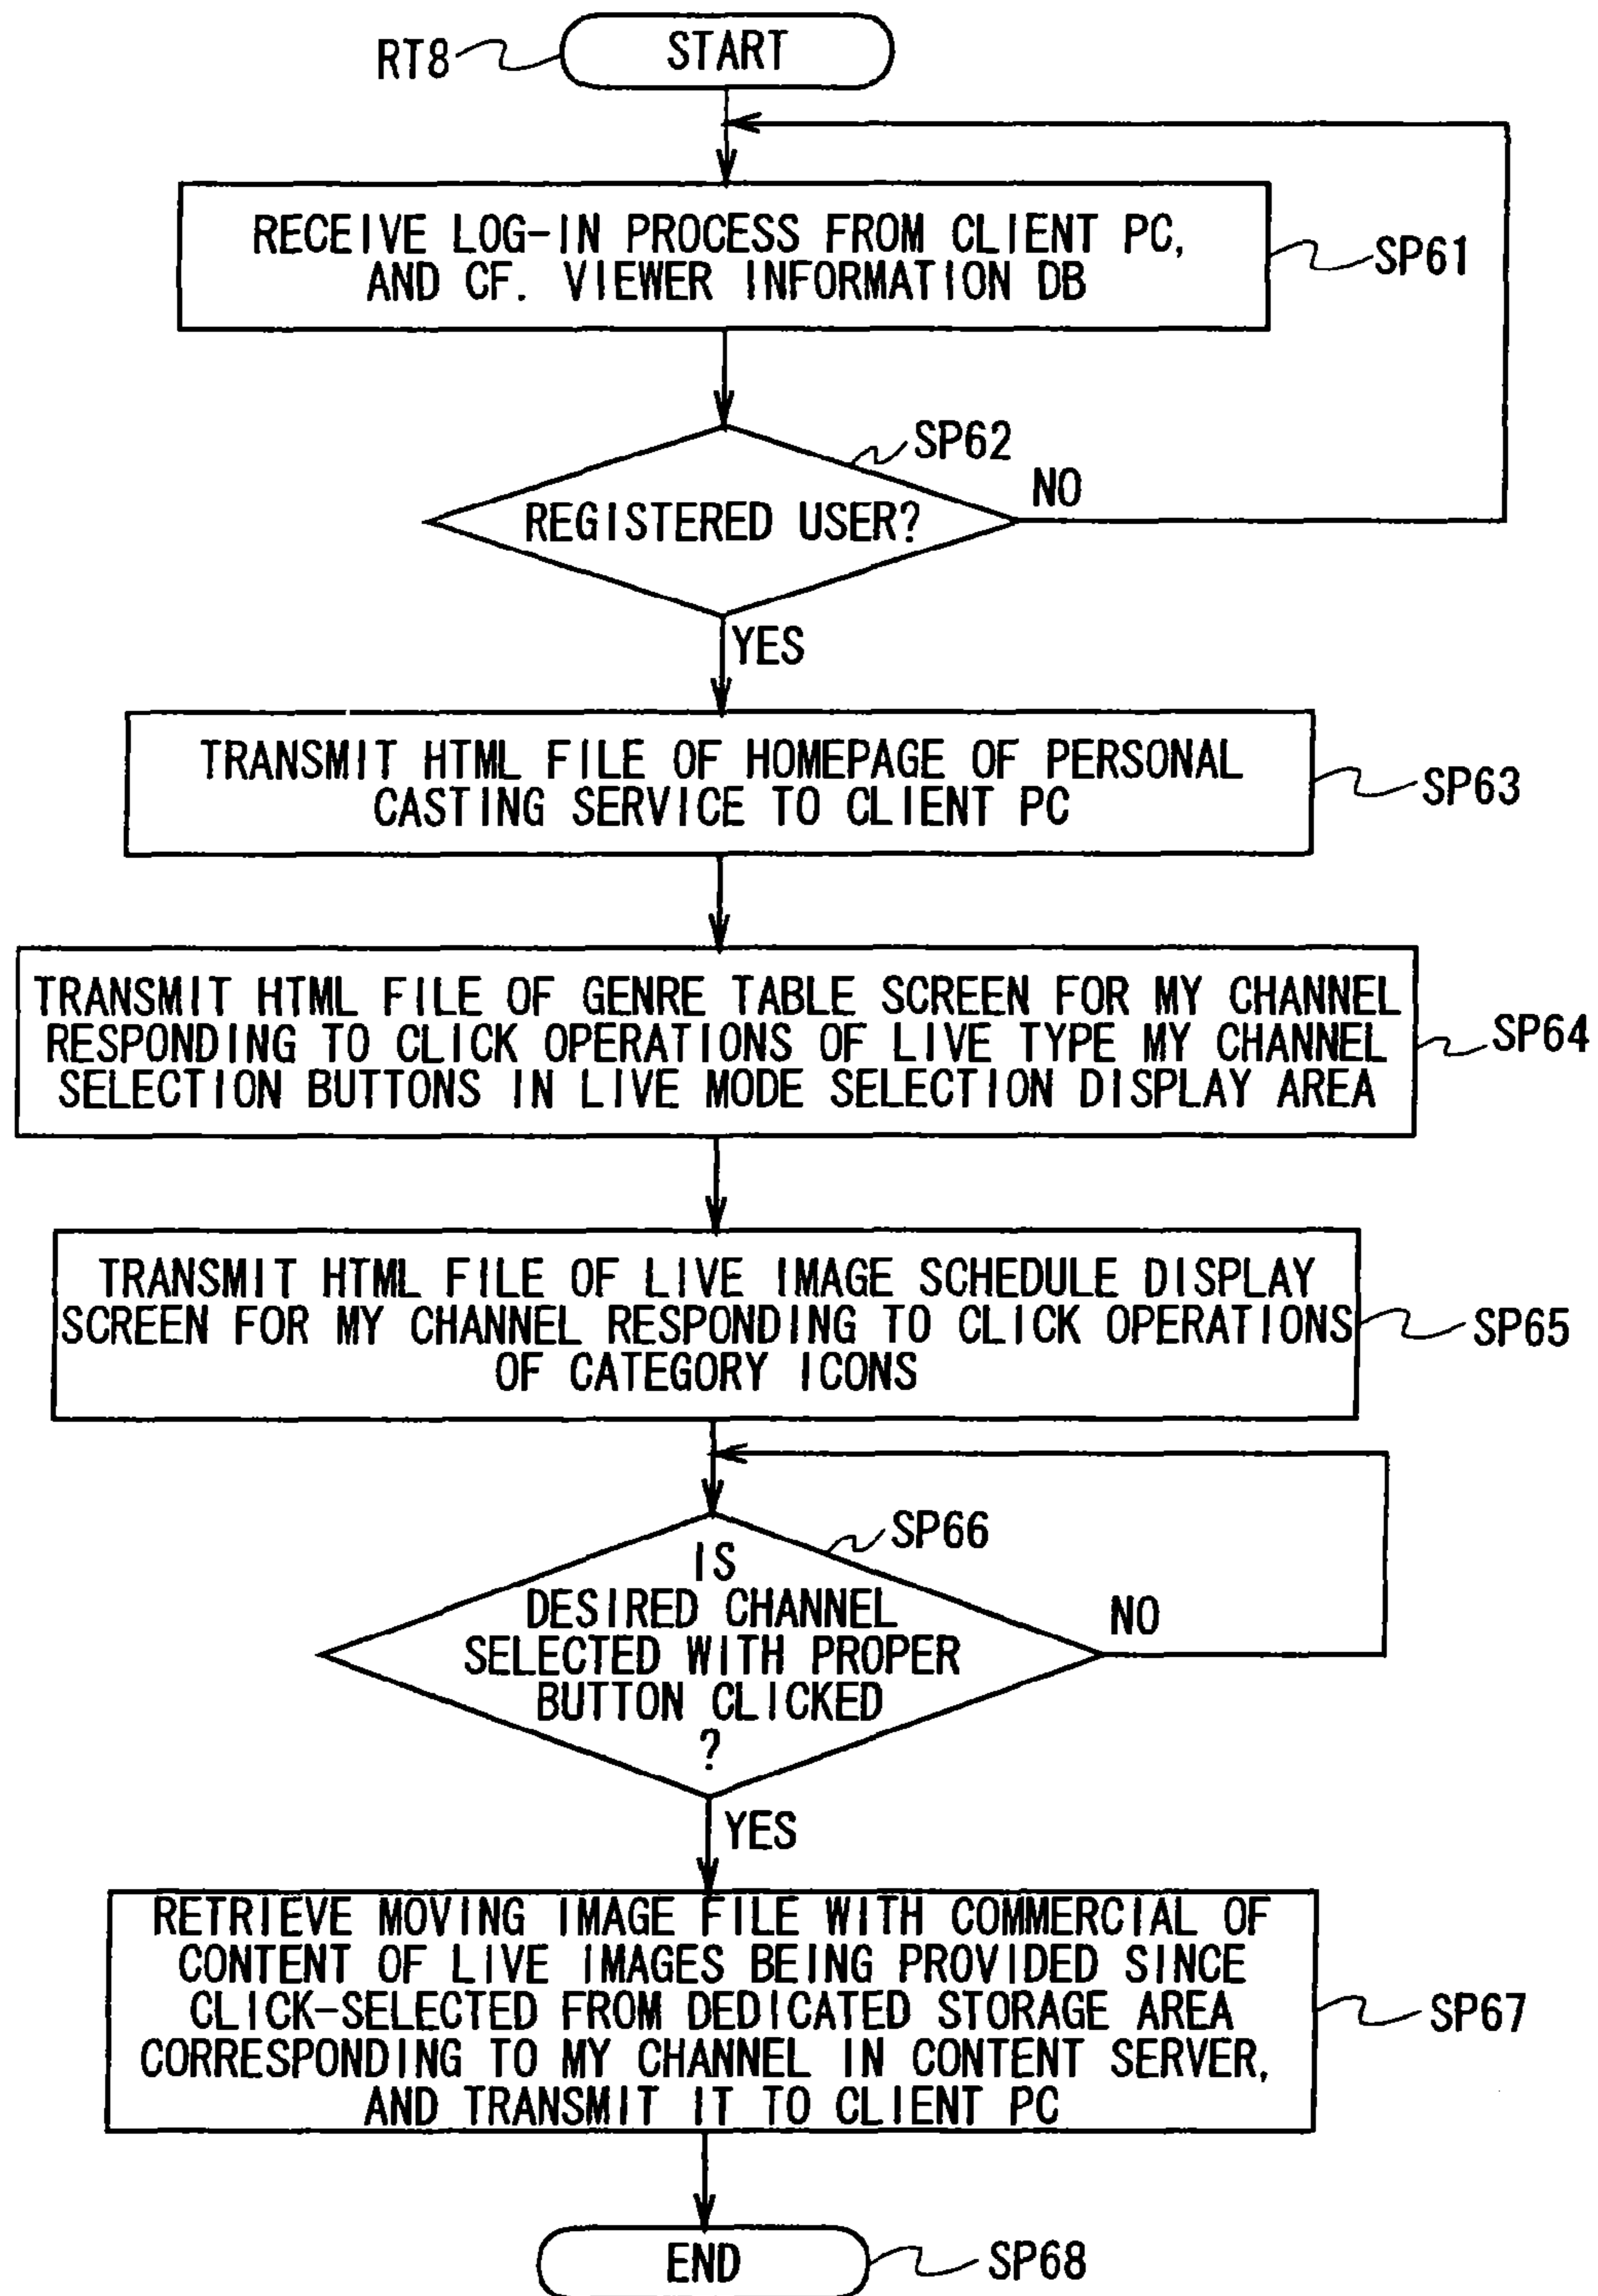 RT8
START
RECEIVE LOG-IN PROCESS FROM CLIENT PC,
AND CF. VIEWER INFORMATION DB
SP61
SP62
REGISTERED USER?
NO
YES
TRANSMIT HTML FILE OF HOMEPAGE OF PERSONAL
CASTING SERVICE TO CLIENT PC
SP63
TRANSMIT HTML FILE OF GENRE TABLE SCREEN FOR MY CHANNEL
RESPONDING TO CLICK OPERATIONS OF LIVE TYPE MY CHANNEL
SELECTION BUTTONS IN LIVE MODE SELECTION DISPLAY AREA
SP64
TRANSMIT HTML FILE OF LIVE IMAGE SCHEDULE DISPLAY
SCREEN FOR MY CHANNEL RESPONDING TO CLICK OPERATIONS
OF CATEGORY ICONS
SP65
SP66
IS
DESIRED CHANNEL
SELECTED WITH PROPER
BUTTON CLICKED
?
NO
YES
RETRIEVE MOVING IMAGE FILE WITH COMMERCIAL OF
CONTENT OF LIVE IMAGES BEING PROVIDED SINCE
CLICK-SELECTED FROM DEDICATED STORAGE AREA
CORRESPONDING TO MY CHANNEL IN CONTENT SERVER,
AND TRANSMIT IT TO CLIENT PC
SP67
END
SP68